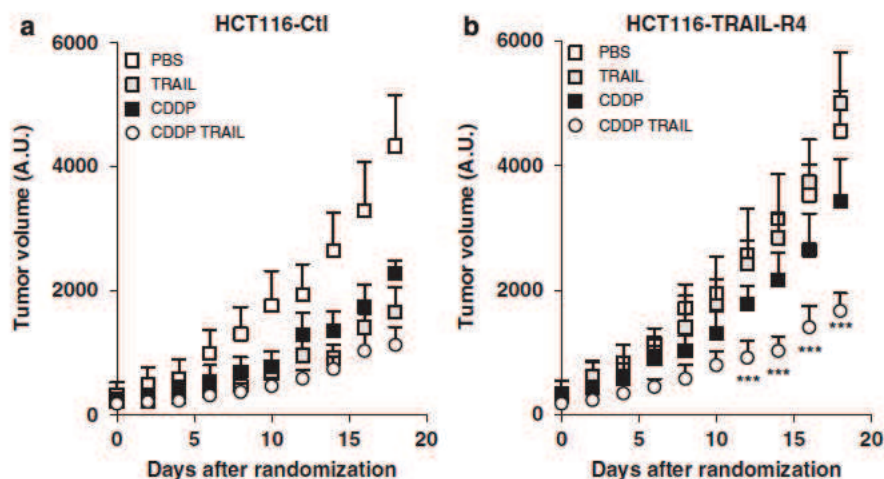 a
HCT116-Ctl
6000
4000
2000
0
Tumor volume (A.U.)
PBS
TRAIL
CDDP
CDDP TRAIL
0 5 10 15 20
Days after randomization
b
HCT116-TRAIL-R4
6000
4000
2000
0
Tumor volume (A.U.)
PBS
TRAIL
CDDP
CDDP TRAIL
*** *** *** ***
0 5 10 15 20
Days after randomization